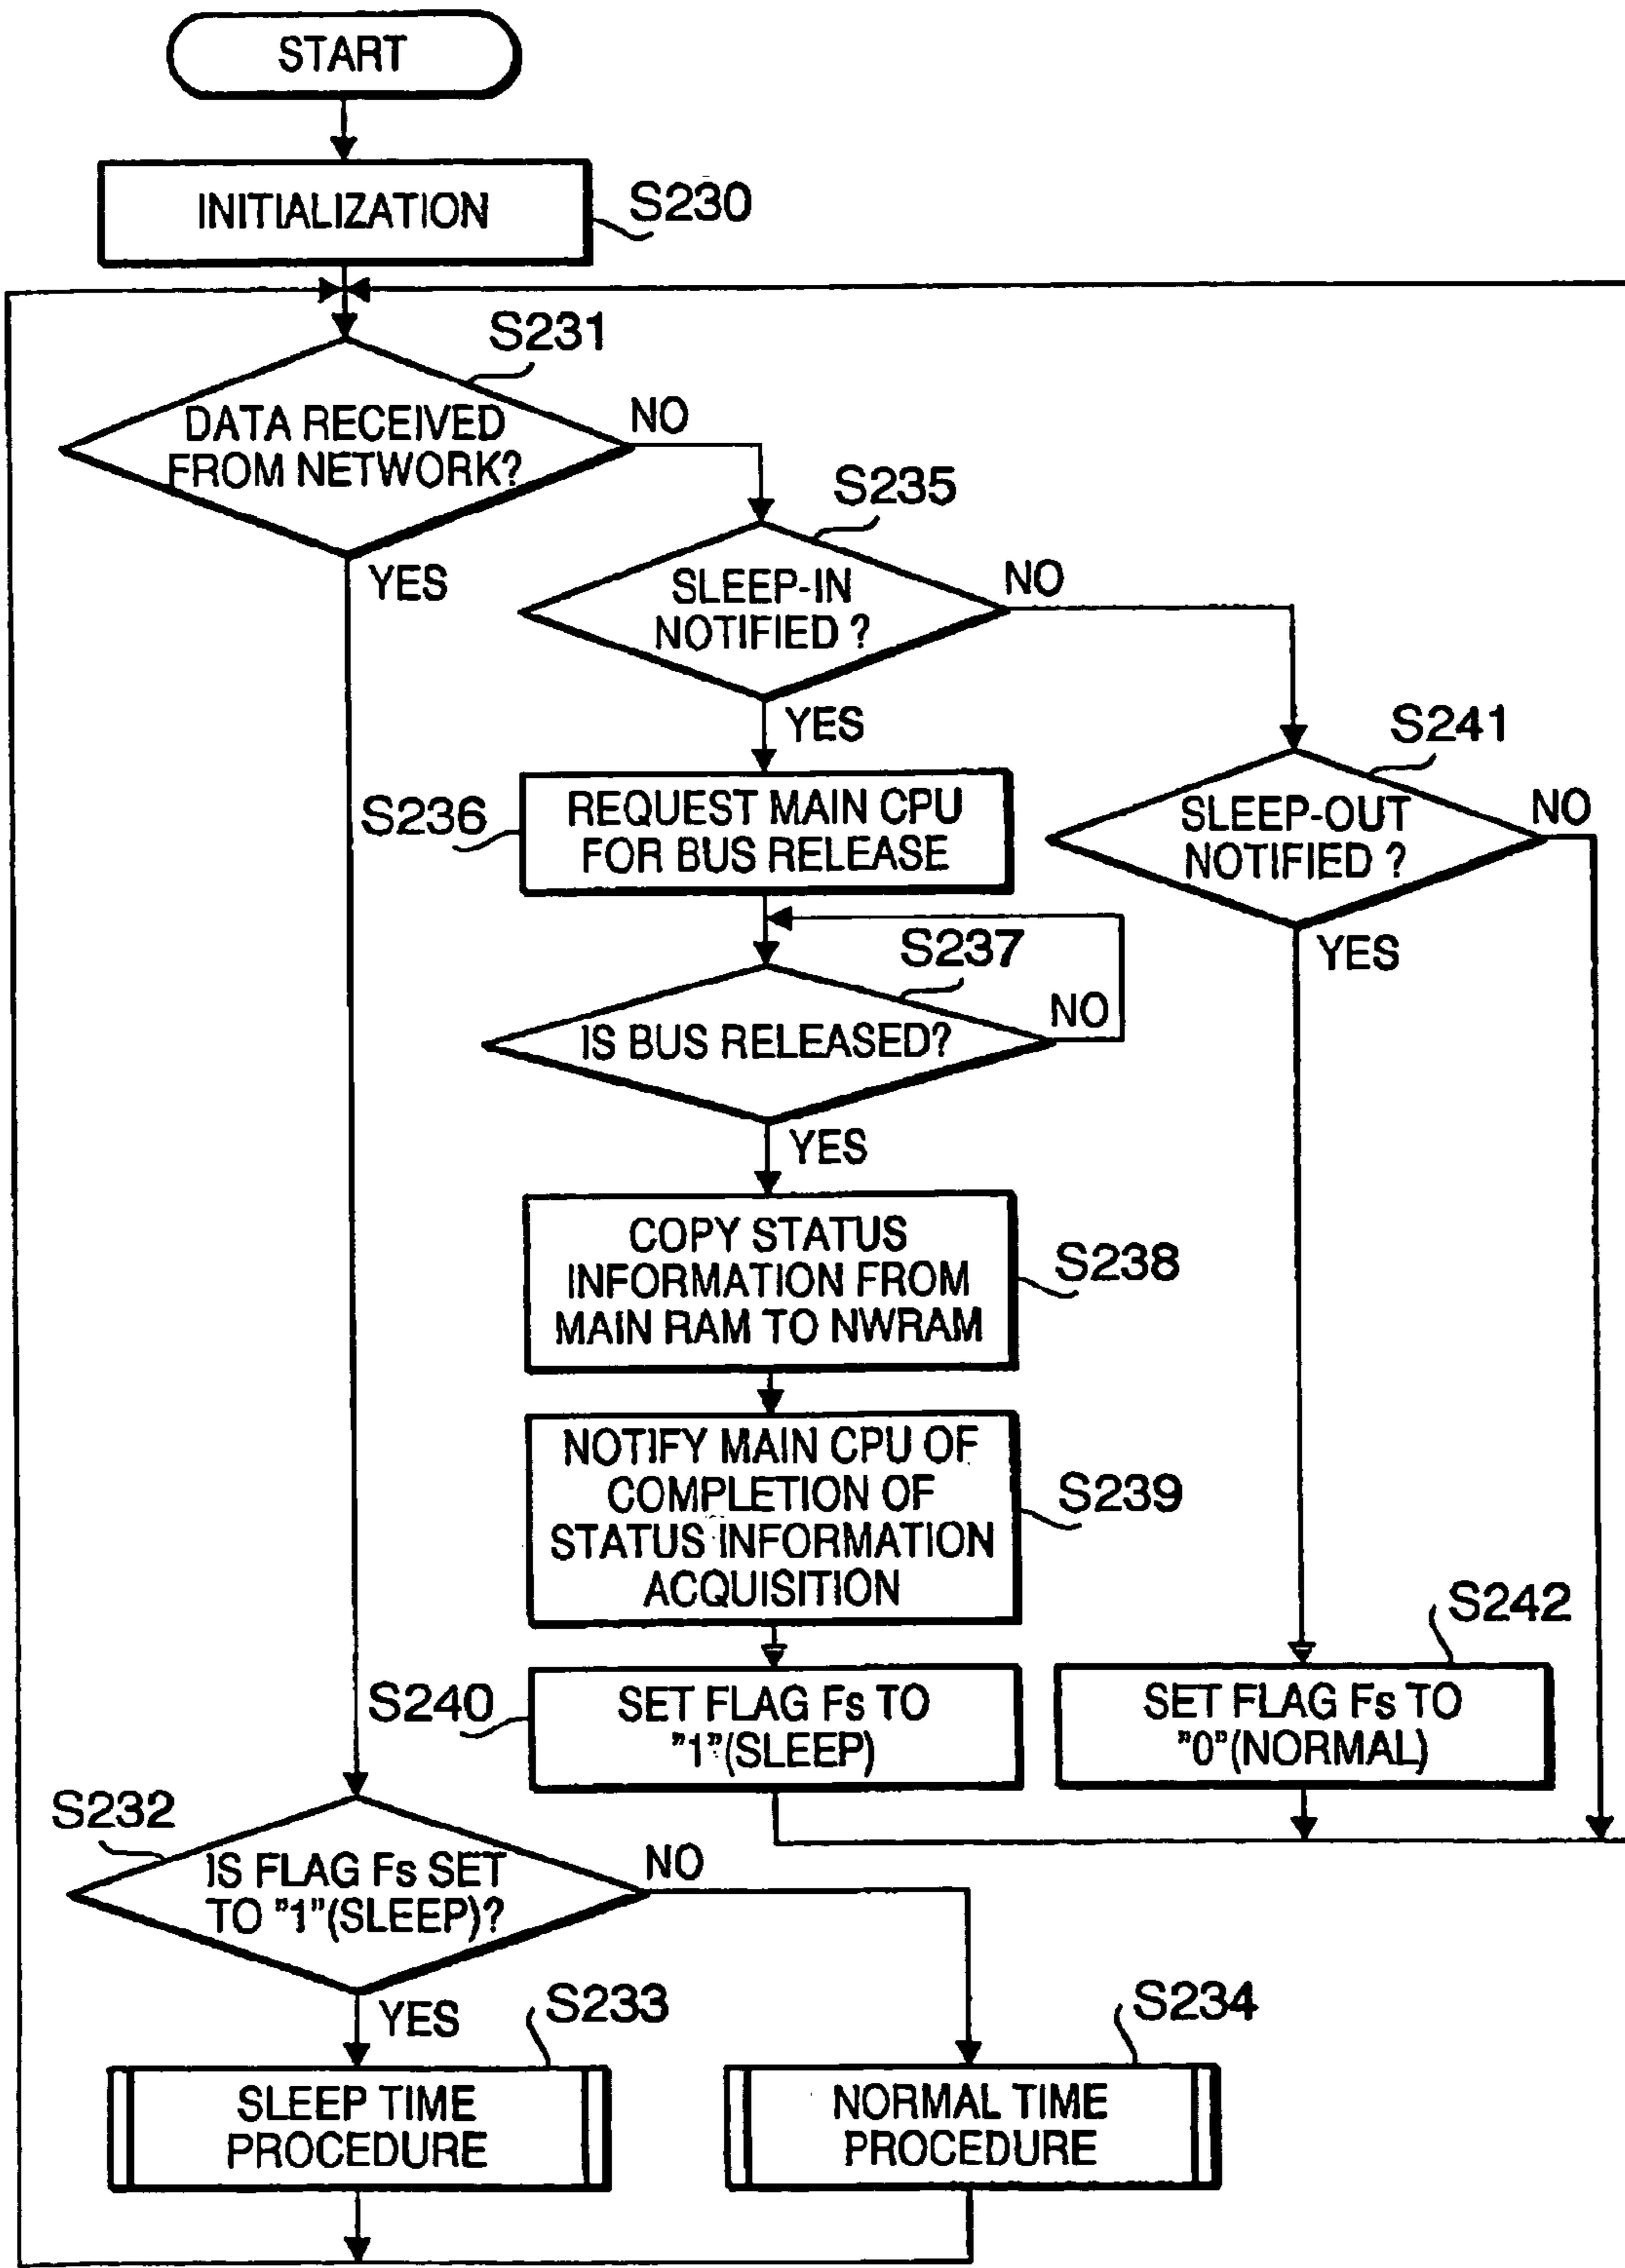 START
INITIALIZATION
S230
S231
DATA RECEIVED
FROM NETWORK?
NO
YES
S235
SLEEP-IN
NOTIFIED ?
NO
YES
S241
SLEEP-OUT
NOTIFIED ?
NO
YES
S236
REQUEST MAIN CPU
FOR BUS RELEASE
S237
IS BUS RELEASED?
NO
YES
COPY STATUS
INFORMATION FROM
MAIN RAM TO NWRAM
S238
NOTIFY MAIN CPU OF
COMPLETION OF
STATUS INFORMATION
ACQUISITION
S239
S240
SET FLAG Fs TO
"1"(SLEEP)
S242
SET FLAG Fs TO
"0"(NORMAL)
S232
IS FLAG Fs SET
TO "1"(SLEEP)?
NO
YES
S233
SLEEP TIME
PROCEDURE
S234
NORMAL TIME
PROCEDURE